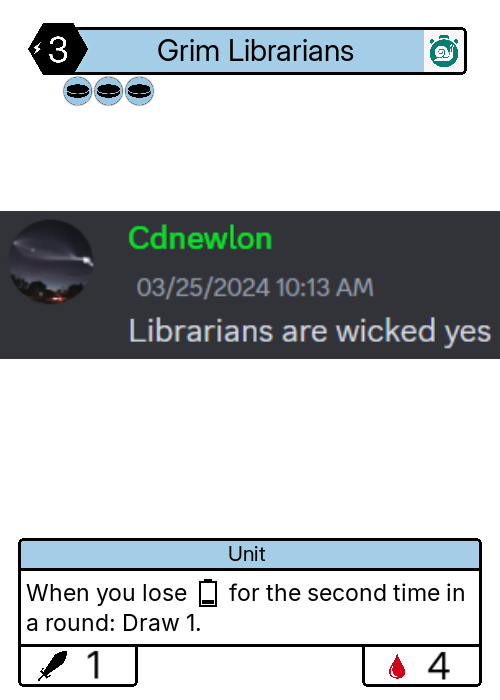 3
Grim Librarians
Cdnewlon
03/25/2024 10:13 AM
Librarians are wicked yes
Unit
When you lose for the second time in
a round: Draw 1.
1
4